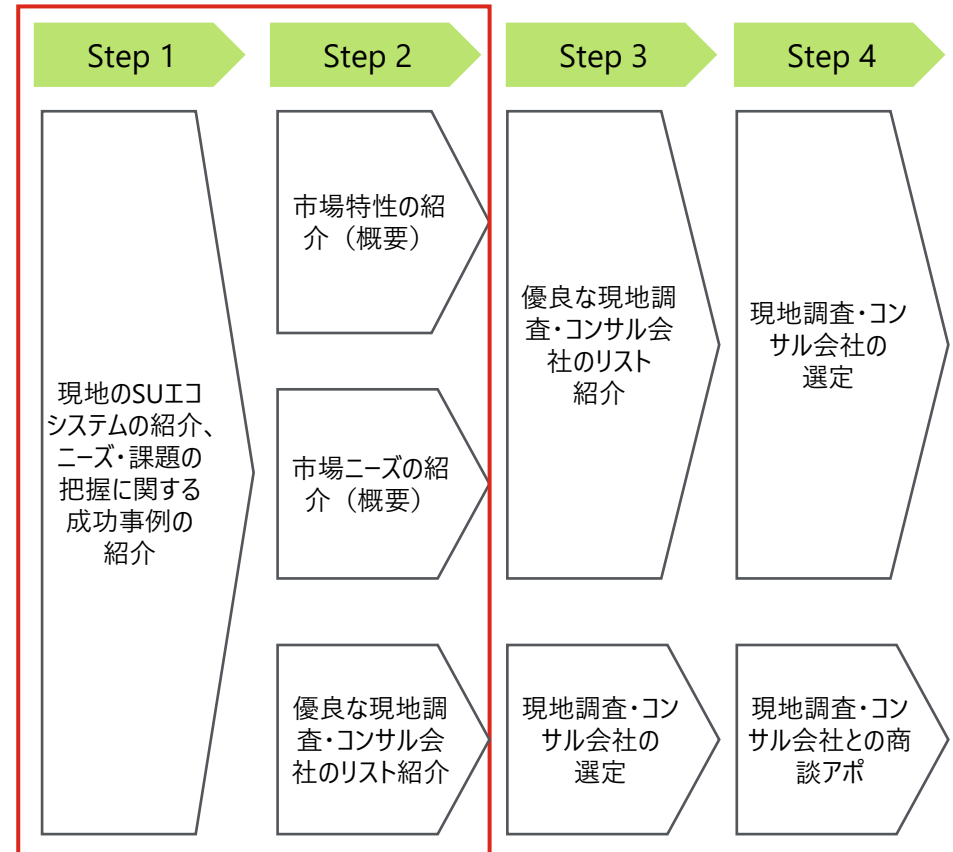 Step 1
Step 2
Step 3
Step 4
現地のSUエコ
システムの紹介、
ニーズ・課題の
把握に関する
成功事例の
紹介
市場特性の紹
介（概要）
市場ニーズの紹
介（概要）
優良な現地調
査・コンサル会
社のリスト紹介
優良な現地調
査・コンサル会
社のリスト
紹介
現地調査・コン
サル会社の
選定
現地調査・コン
サル会社の
選定
現地調査・コン
サル会社との商
談アポ